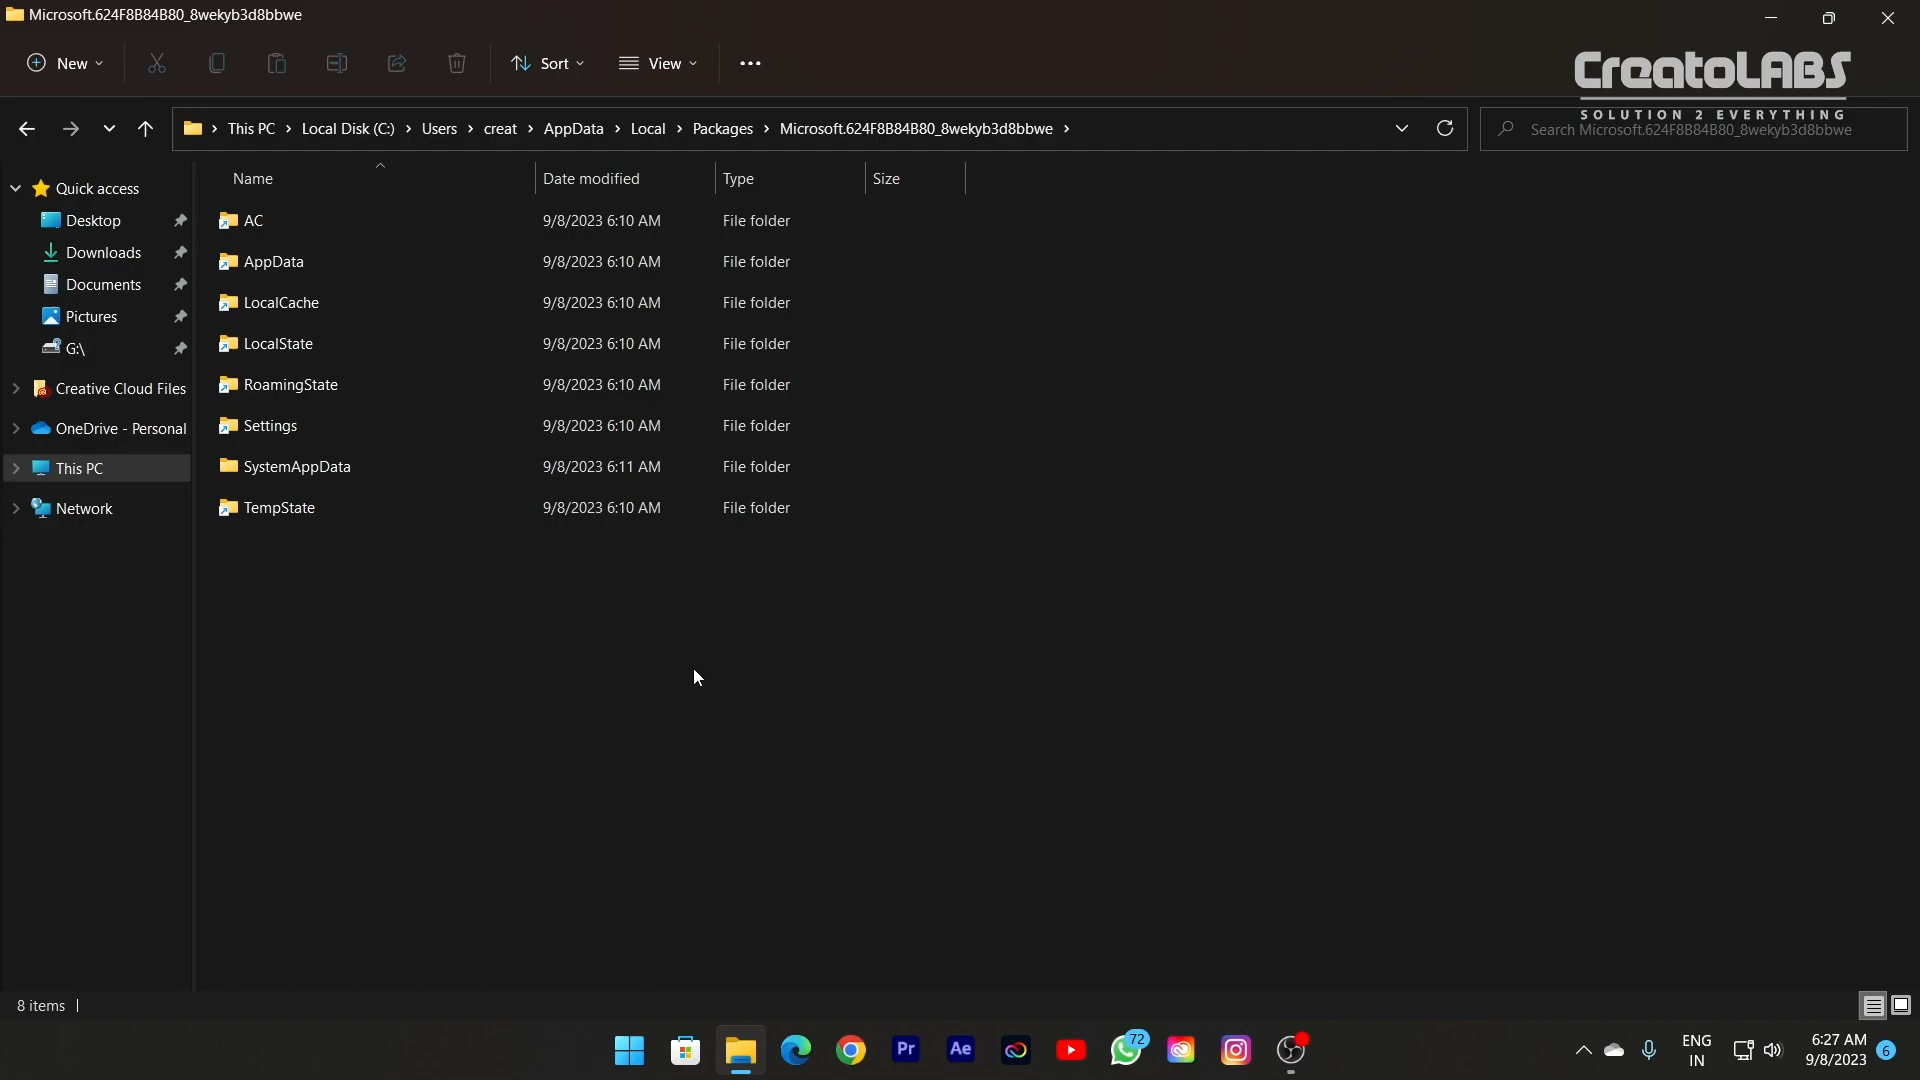 Microsoft.624F8B84B80_8wekyb3d8bbwe
New
Sort
View
CreatoLABS
SOLUTION 2 EVERYTHING
This PC > Local Disk (C:) > Users > creat > AppData > Local > Packages > Microsoft.624F8B84B80_8wekyb3d8bbwe >
Search Microsoft.624F8B84B80_8wekyb3d8bbwe
Name Date modified Type Size
Quick access
Desktop
Downloads
Documents
Pictures
G:\
Creative Cloud Files
OneDrive - Personal
This PC
Network
AC 9/8/2023 6:10 AM File folder
AppData 9/8/2023 6:10 AM File folder
LocalCache 9/8/2023 6:10 AM File folder
LocalState 9/8/2023 6:10 AM File folder
RoamingState 9/8/2023 6:10 AM File folder
Settings 9/8/2023 6:10 AM File folder
SystemAppData 9/8/2023 6:11 AM File folder
TempState 9/8/2023 6:10 AM File folder
8 items
Pr
Ae
72
ENG
IN
6:27 AM
9/8/2023
6